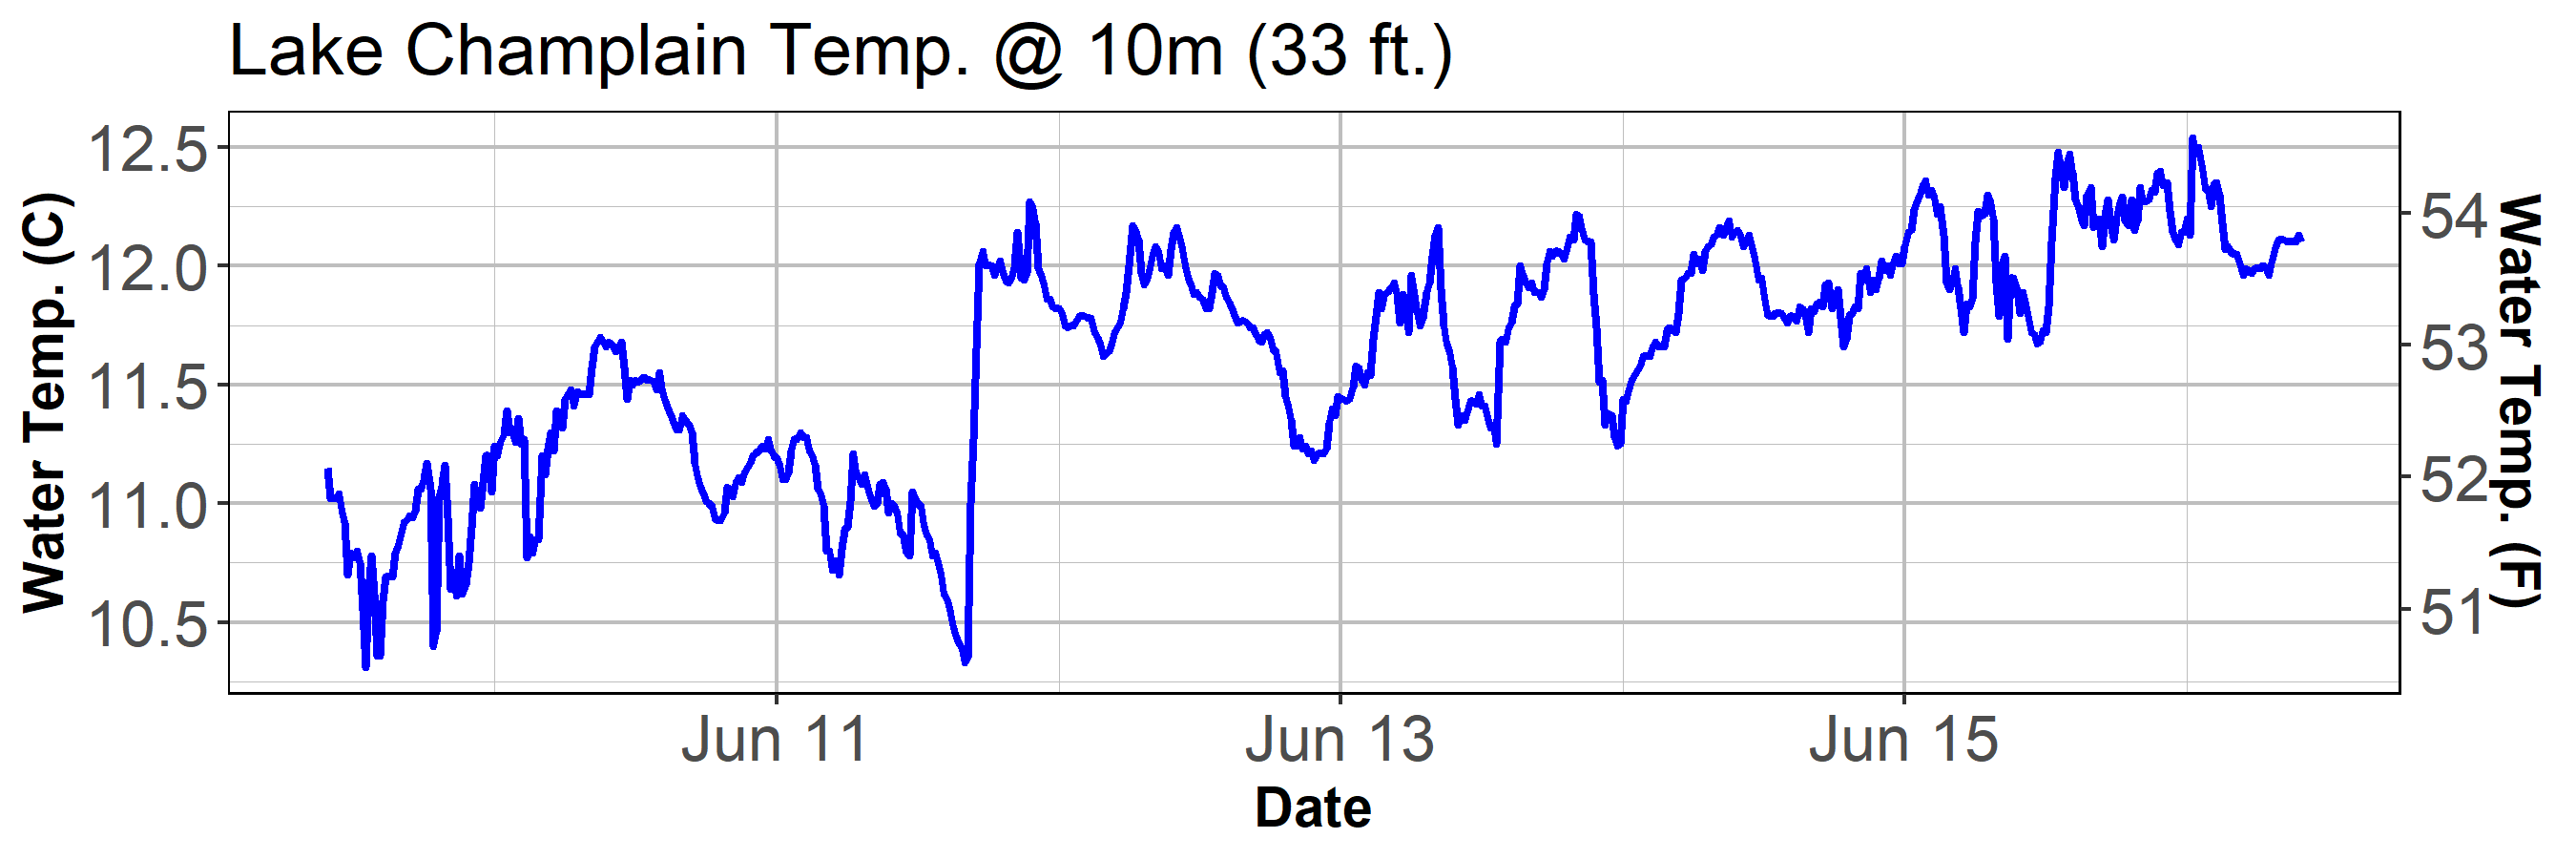 Lake Champlain Temp. @ 10m (33 ft.)
Water Temp. (C)
12.5
12.0
11.5
11.0
10.5
54
53
52
51
Water Temp. (F)
Jun 11
Jun 13
Jun 15
Date